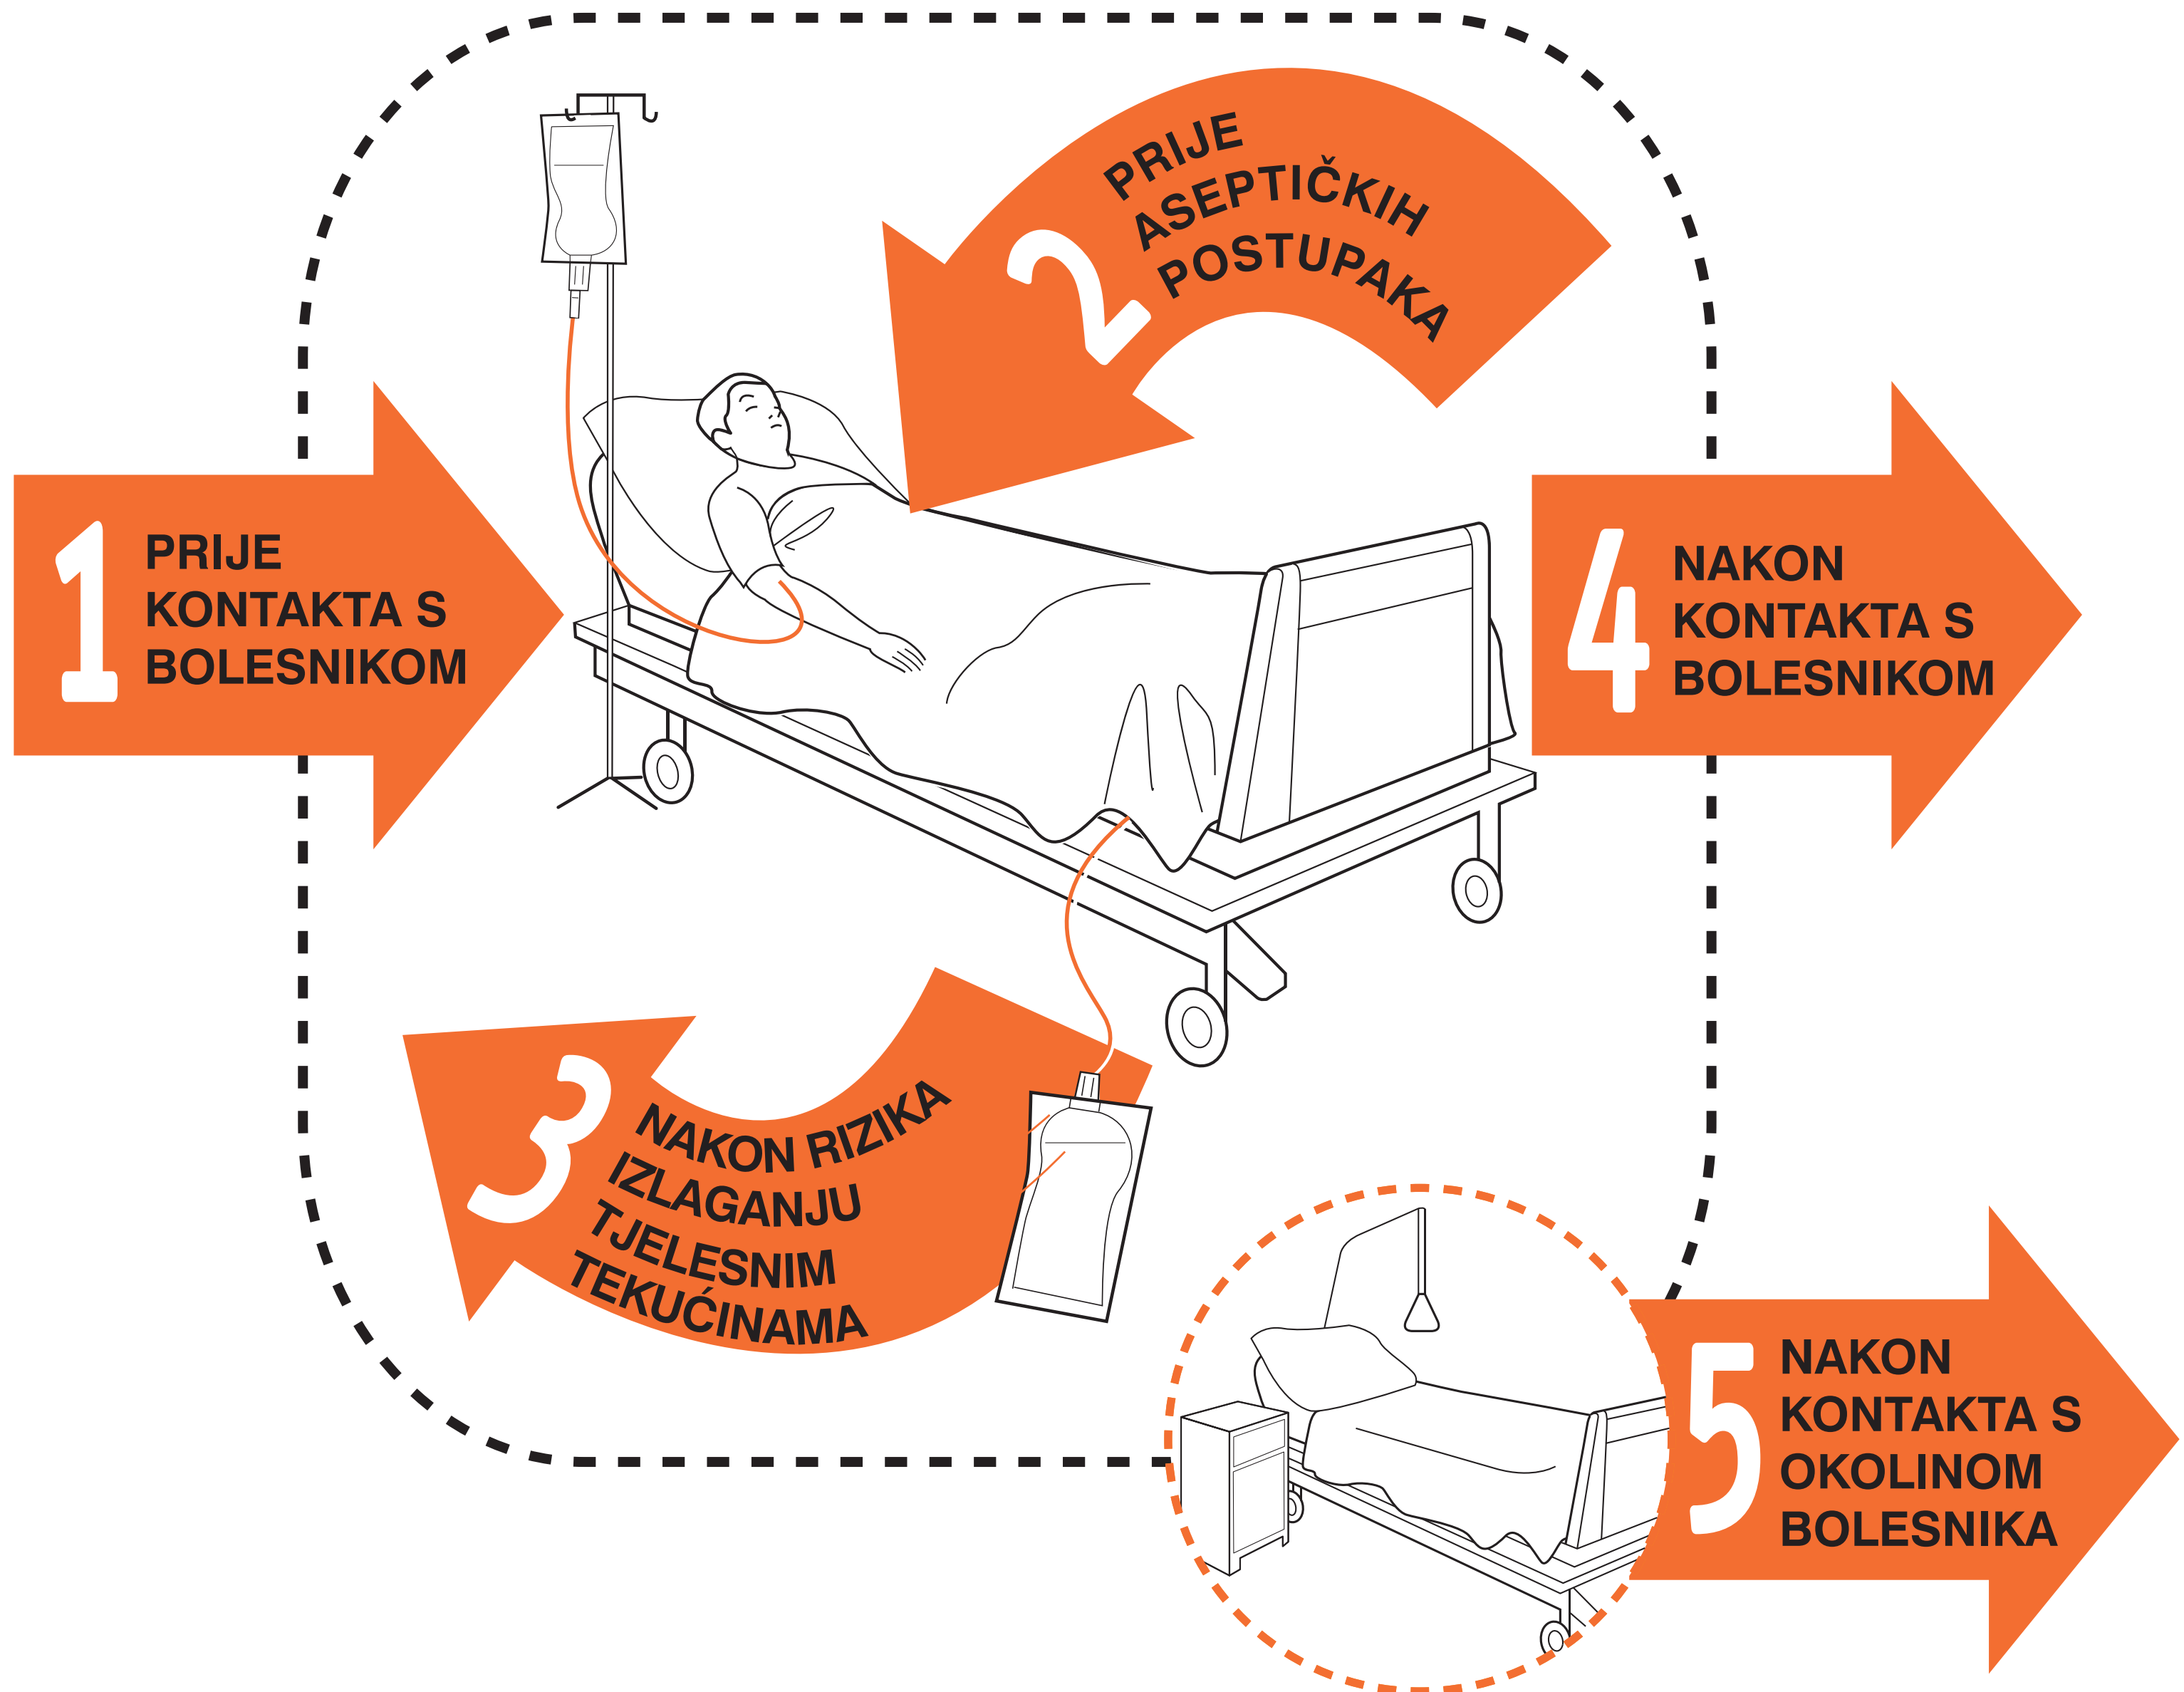 1
PRIJE
KONTAKTA S
BOLESNIKOM
2
PRIJE
ASEPTIČKIH
POSTUPAKA
3
NAKON RIZIKA
IZLAGANJU
TJELESNIM
TEKUĆINAMA
4
NAKON
KONTAKTA S
BOLESNIKOM
5
NAKON
KONTAKTA S
OKOLINOM
BOLESNIKA